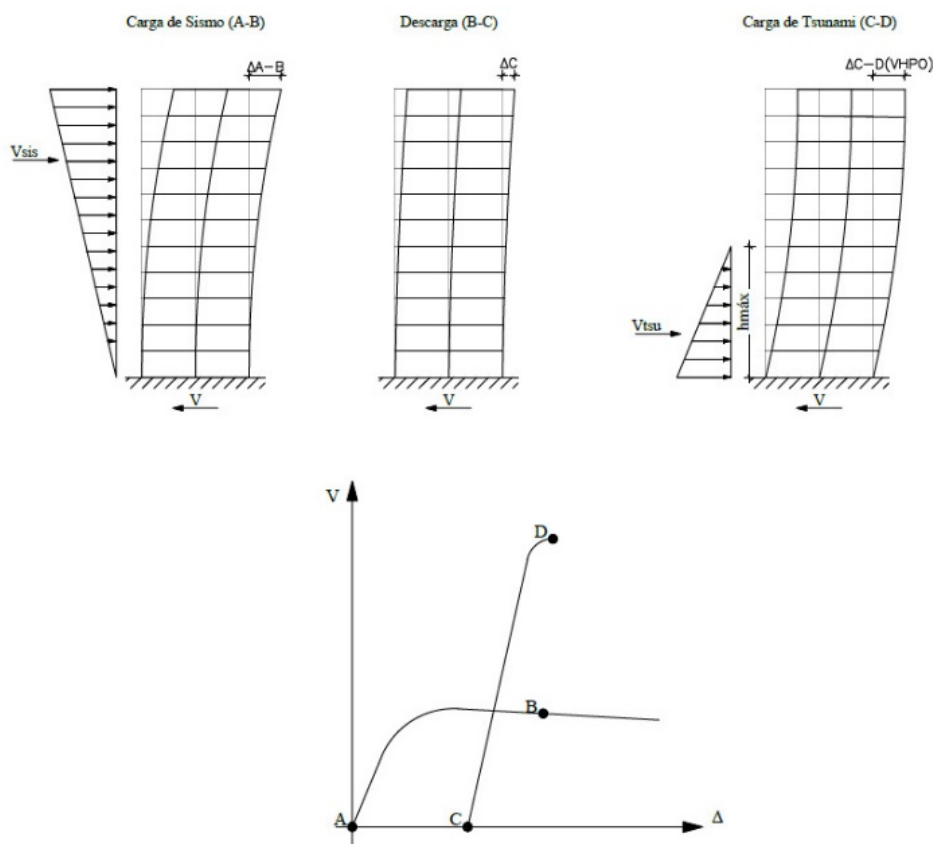 Carga de Sismo (A-B)
Descarga (B-C)
Carga de Tsunami (C-D)
ΔA-B
ΔC
ΔC-D(VHPO)
Vsis
Vtsu
hmáx
V
V
V
V
D
B
A
C
Δ